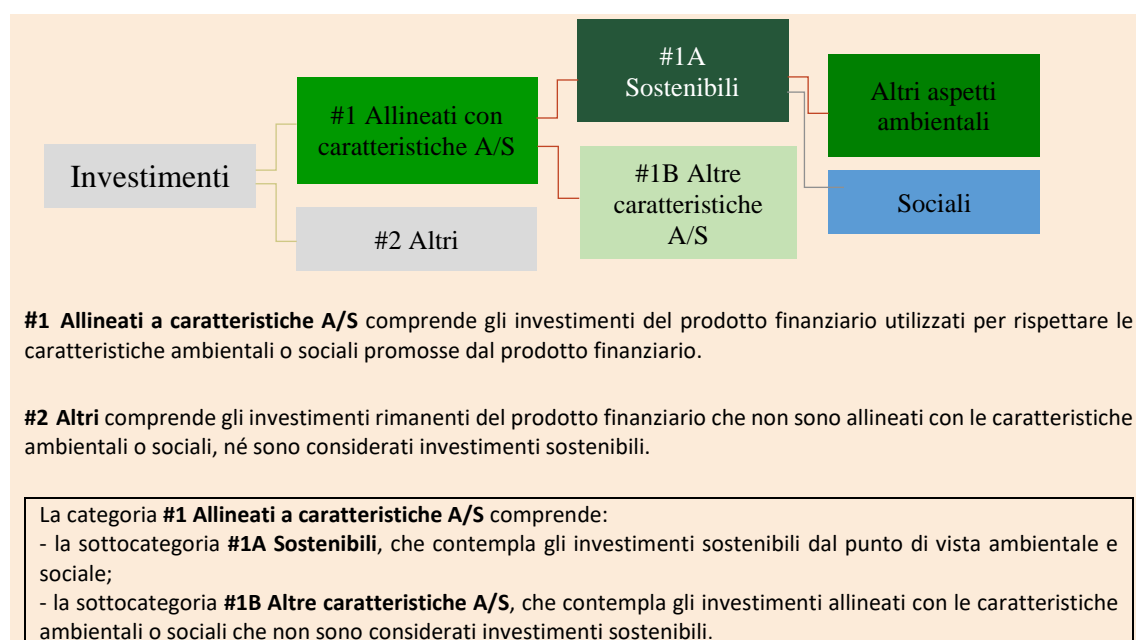 #1A
Sostenibili
Altri aspetti
ambientali
#1 Allineati con
caratteristiche A/S
Investimenti
#1B Altre
caratteristiche
A/S
Sociali
#2 Altri
#1 Allineati a caratteristiche A/S comprende gli investimenti del prodotto finanziario utilizzati per rispettare le
caratteristiche ambientali o sociali promosse dal prodotto finanziario.
#2 Altri comprende gli investimenti rimanenti del prodotto finanziario che non sono allineati con le caratteristiche
ambientali o sociali, né sono considerati investimenti sostenibili.
La categoria #1 Allineati a caratteristiche A/S comprende:
- la sottocategoria #1A Sostenibili, che contempla gli investimenti sostenibili dal punto di vista ambientale e
sociale;
- la sottocategoria #1B Altre caratteristiche A/S, che contempla gli investimenti allineati con le caratteristiche
ambientali o sociali che non sono considerati investimenti sostenibili.